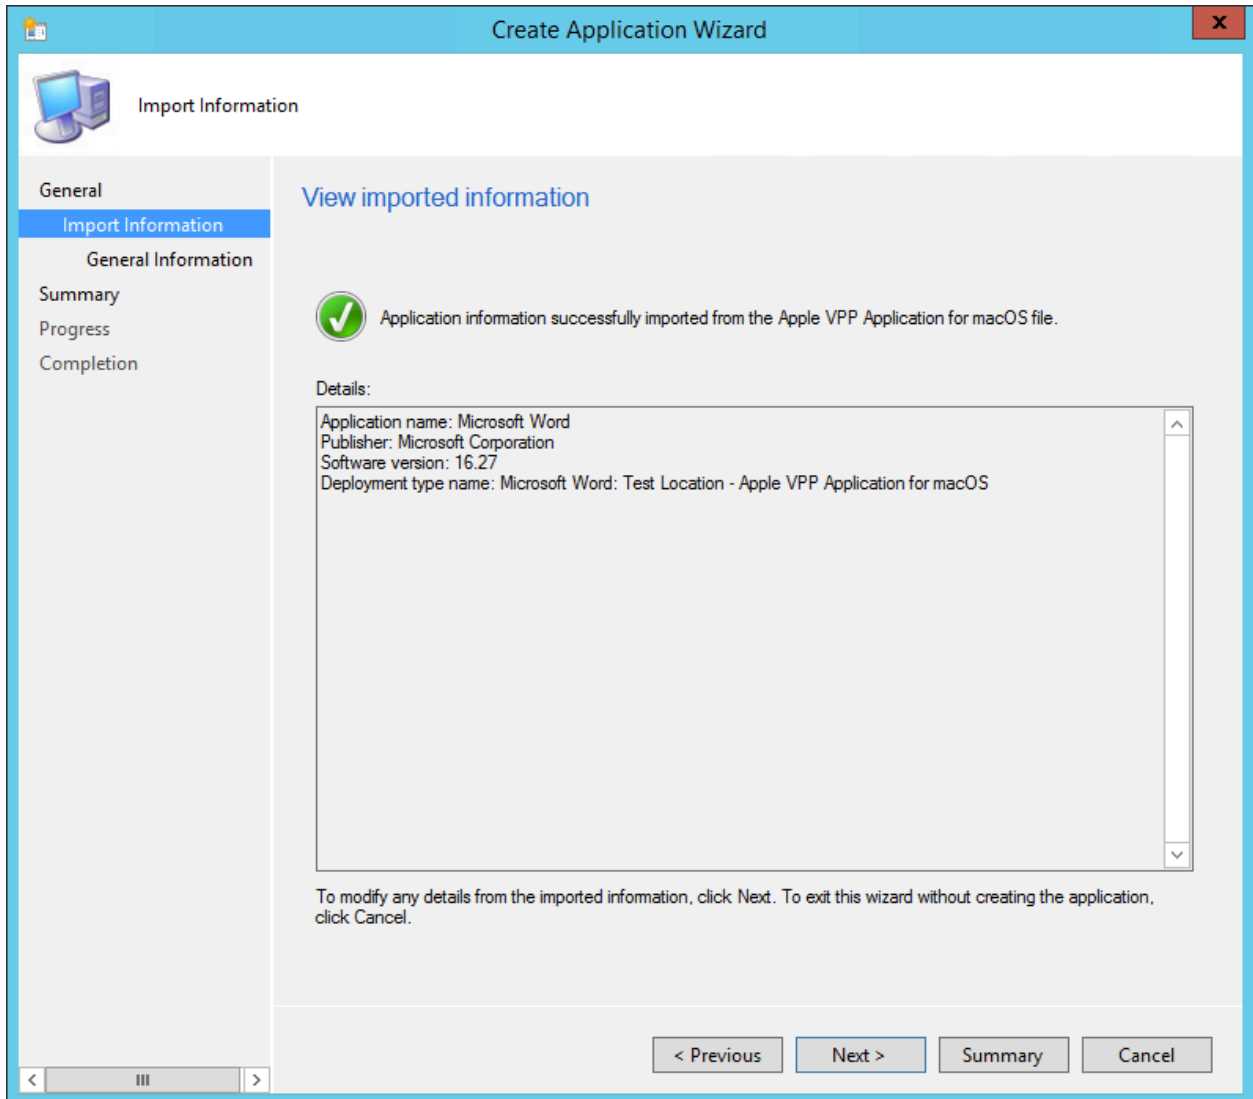 Create Application Wizard
X
Import Information
General
Import Information
General Information
Summary
Progress
Completion
View imported information
Application information successfully imported from the Apple VPP Application for macOS file.
Details:
Application name: Microsoft Word
Publisher: Microsoft Corporation
Software version: 16.27
Deployment type name: Microsoft Word: Test Location - Apple VPP Application for macOS
To modify any details from the imported information, click Next. To exit this wizard without creating the application,
click Cancel.
< Previous
Next >
Summary
Cancel